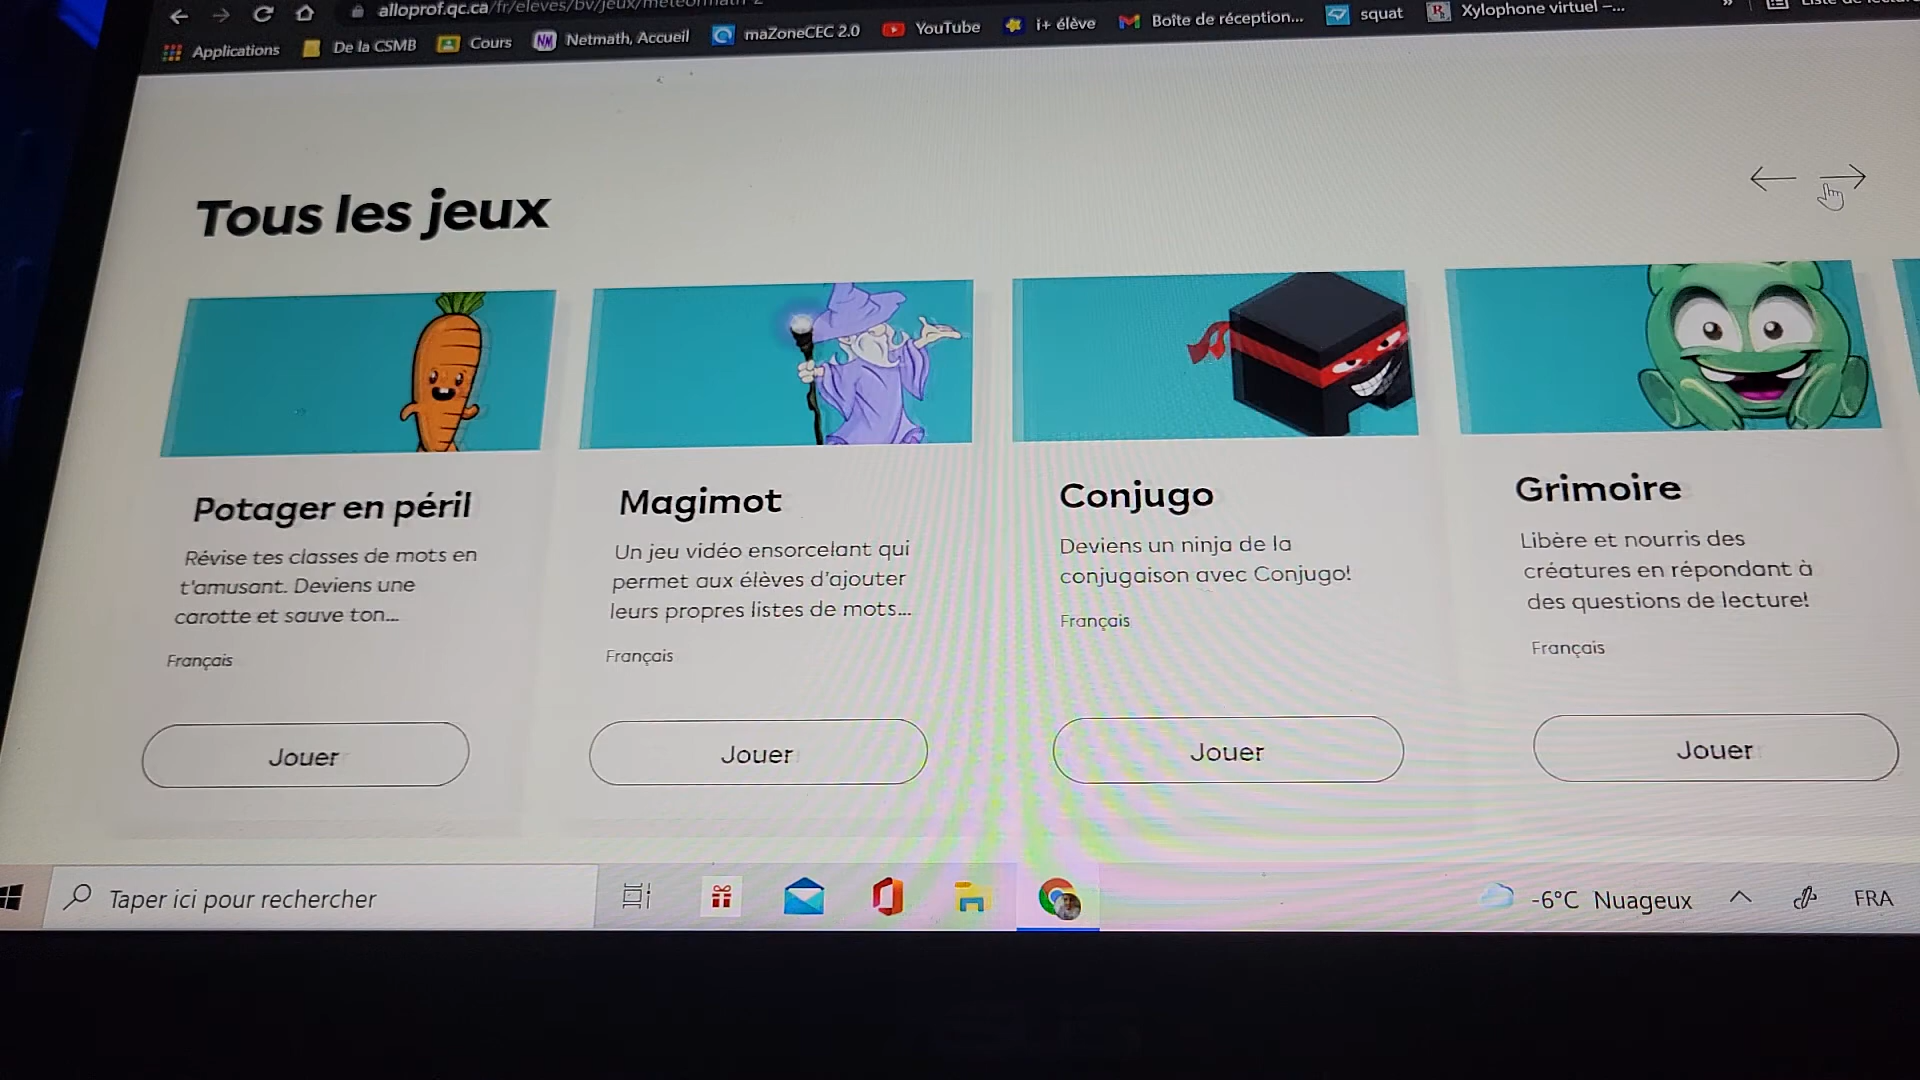 alloprof.qc.ca/fr/eleves/bv/jeux/meteormath-2
Applications De la CSMB Cours NM Netmath, Accueil maZoneCEC 2.0 YouTube i+ élève Boîte de réception... squat Xylophone virtuel –...
Tous les jeux
Potager en péril
Révise tes classes de mots en
t'amusant. Deviens une
carotte et sauve ton...
Français
Jouer
Magimot
Un jeu vidéo ensorcelant qui
permet aux élèves d'ajouter
leurs propres listes de mots...
Français
Jouer
Conjugo
Deviens un ninja de la
conjugaison avec Conjugo!
Français
Jouer
Grimoire
Libère et nourris des
créatures en répondant à
des questions de lecture!
Français
Jouer
Taper ici pour rechercher
-6°C Nuageux FRA